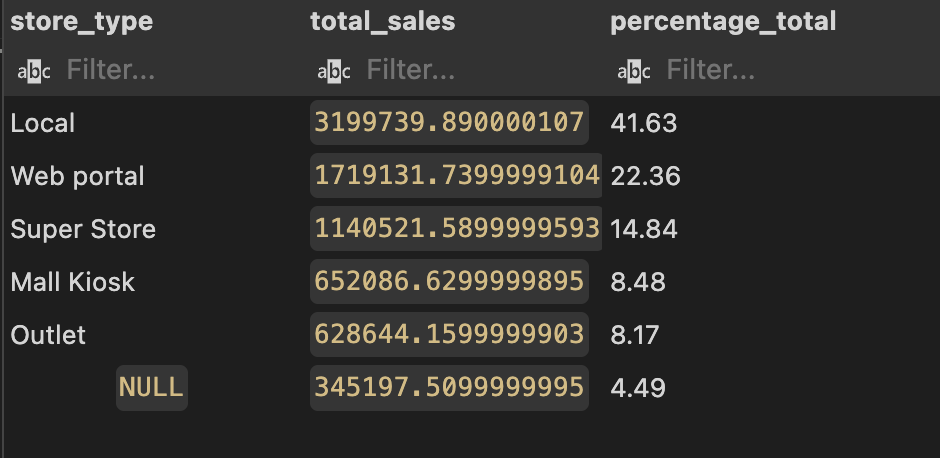 store_type total_sales percentage_total
abc Filter... abc Filter... abc Filter...
Local 3199739.890000107 41.63
Web portal 1719131.7399999104 22.36
Super Store 1140521.5899999593 14.84
Mall Kiosk 652086.6299999895 8.48
Outlet 628644.1599999903 8.17
NULL 345197.5099999995 4.49